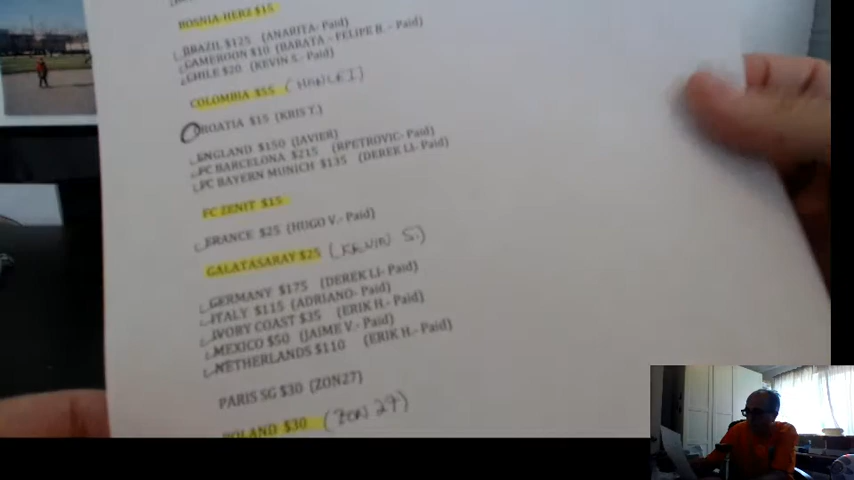 BOSNIA-HERZ $15
BRAZIL $125 (ANARITA- Paid)
CAMEROON $10 (BARATA - FELIPE B. - Paid)
CHILE $20 (KEVIN S.- Paid)
COLOMBIA $55 (HANLEI)
CROATIA $15 (KRIS T.)
ENGLAND $150 (JAVIER)
FC BARCELONA $215 (RPETROVIC- Paid)
FC BAYERN MUNICH $135 (DEREK LI- Paid)
FC ZENIT $15
FRANCE $25 (HUGO V.- Paid)
GALATASARAY $25 (KEVIN S.)
GERMANY $175 (DEREK LI- Paid)
ITALY $115 (ADRIANO- Paid)
IVORY COAST $35 (ERIK H.- Paid)
MEXICO $50 (JAIME V.- Paid)
NETHERLANDS $110 (ERIK H.- Paid)
PARIS SG $30 (ZON27)
POLAND $30 (ZON 27)